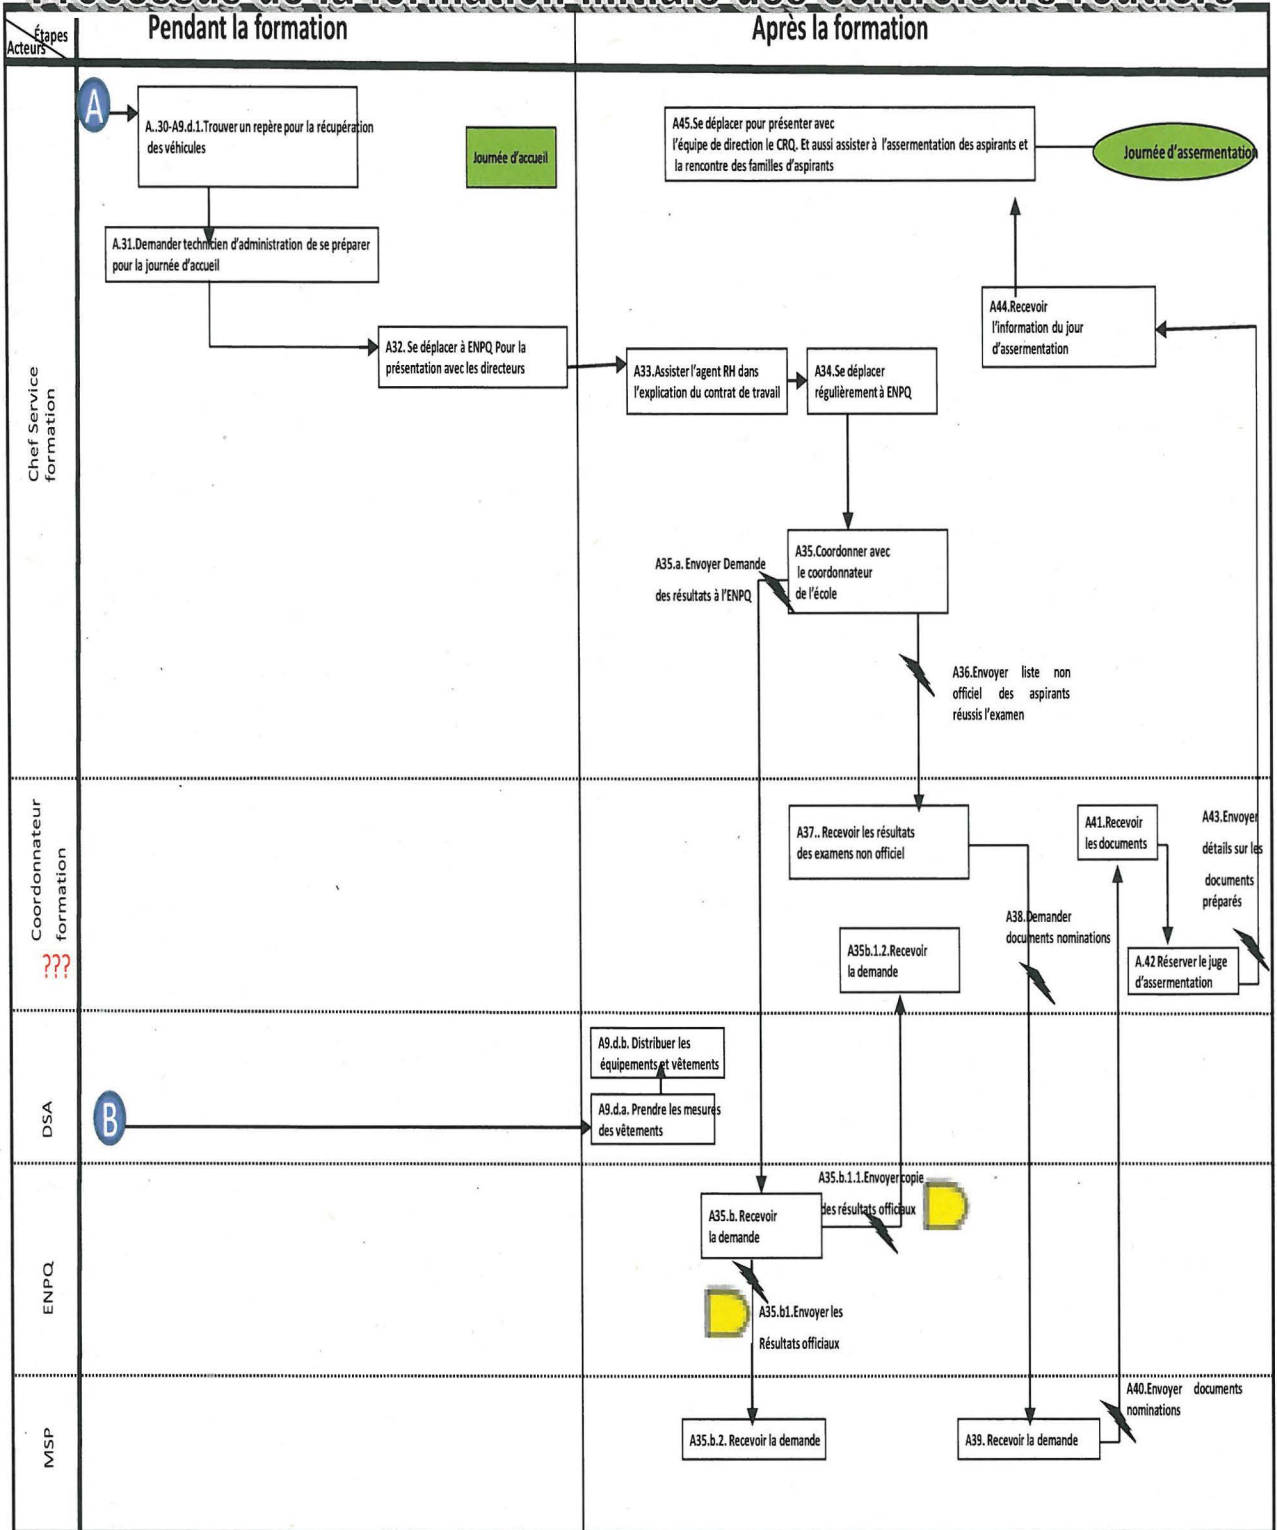 Processus de la formation initiale des contrôleurs routiers
Étapes
Acteurs
Pendant la formation
Après la formation
A
A..30-A9.d.1.Trouver un repère pour la récupération
des véhicules
Journée d'accueil
A45.Se déplacer pour présenter avec
l'équipe de direction le CRQ. Et aussi assister à l'assermentation des aspirants et
la rencontre des familles d'aspirants
Journée d'assermentation
A.31.Demander technicien d'administration de se préparer
pour la journée d'accueil
A44.Recevoir
l'information du jour
d'assermentation
A32. Se déplacer à ENPQ Pour la
présentation avec les directeurs
A33.Assister l'agent RH dans
l'explication du contrat de travail
A34.Se déplacer
régulièrement à ENPQ
Chef Service
formation
A35.a. Envoyer Demande
des résultats à l'ENPQ
A35.Coordonner avec
le coordonnateur
de l'école
A36.Envoyer liste non
officiel des aspirants
réussis l'examen
Coordonnateur
formation
???
A37.. Recevoir les résultats
des examens non officiel
A41.Recevoir
les documents
A43.Envoyer
détails sur les
documents
préparés
A38.Demander
documents nominations
A35b.1.2.Recevoir
la demande
A.42 Réserver le juge
d'assermentation
DSA
A9.d.b. Distribuer les
équipements et vêtements
B
A9.d.a. Prendre les mesures
des vêtements
ENPQ
A35.b. Recevoir
la demande
A35.b.1.1.Envoyer copie
des résultats officiaux
A35.b1.Envoyer les
Résultats officiaux
MSP
A35.b.2. Recevoir la demande
A39. Recevoir la demande
A40.Envoyer documents
nominations